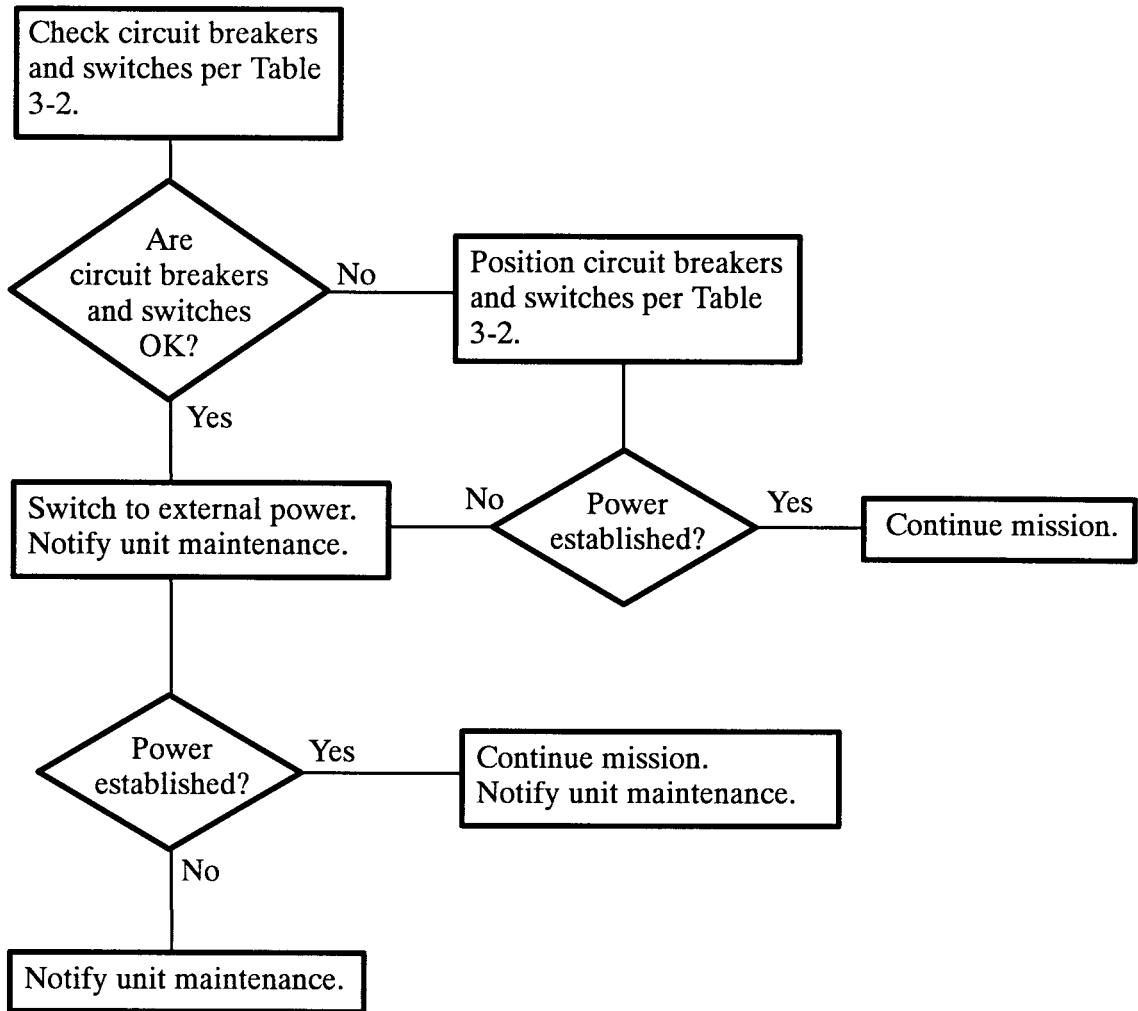 Check circuit breakers
and switches per Table
3-2.
Are
circuit breakers
and switches
OK?
No
Position circuit breakers
and switches per Table
3-2.
Yes
Switch to external power.
Notify unit maintenance.
No
Power
established?
Yes
Continue mission.
Power
established?
Yes
Continue mission.
Notify unit maintenance.
No
Notify unit maintenance.